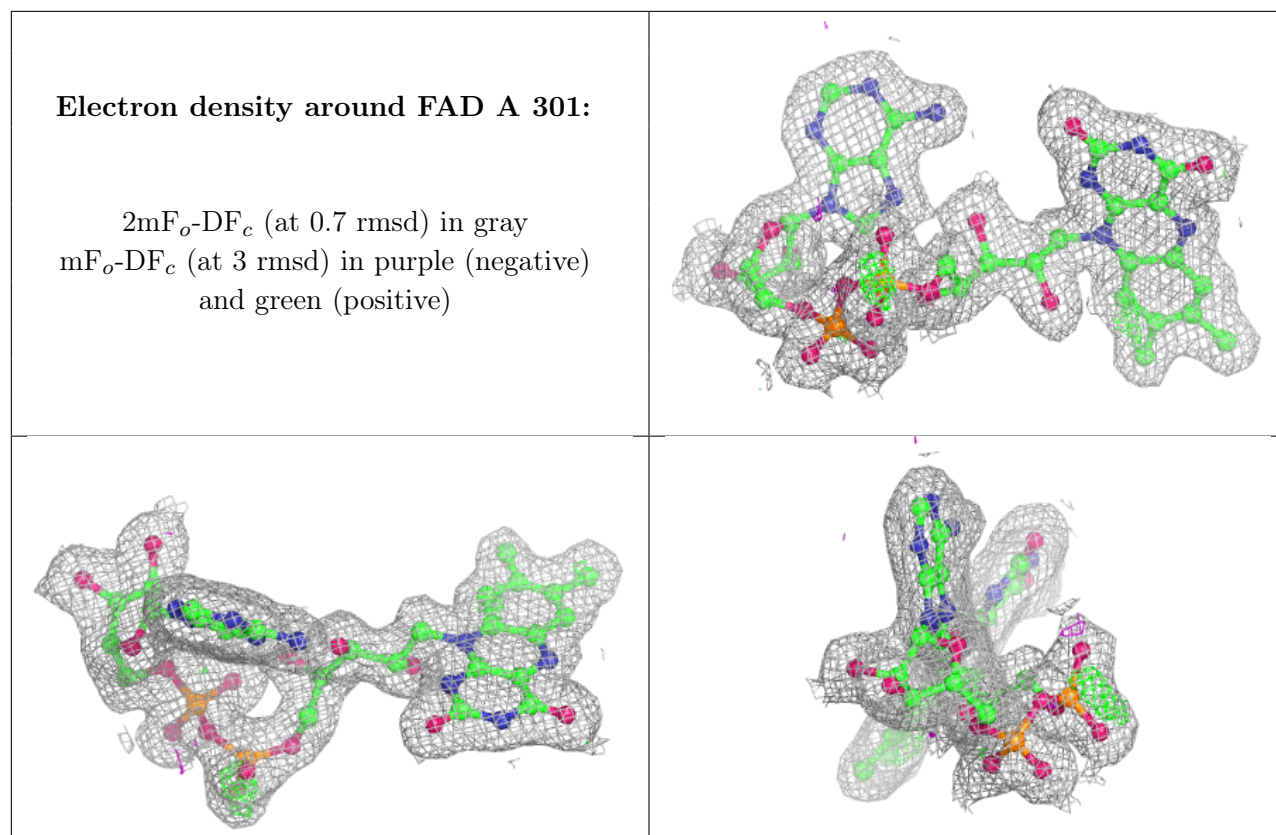 Electron density around FAD A 301:
2mFo-DFc (at 0.7 rmsd) in gray
mFo-DFc (at 3 rmsd) in purple (negative)
and green (positive)